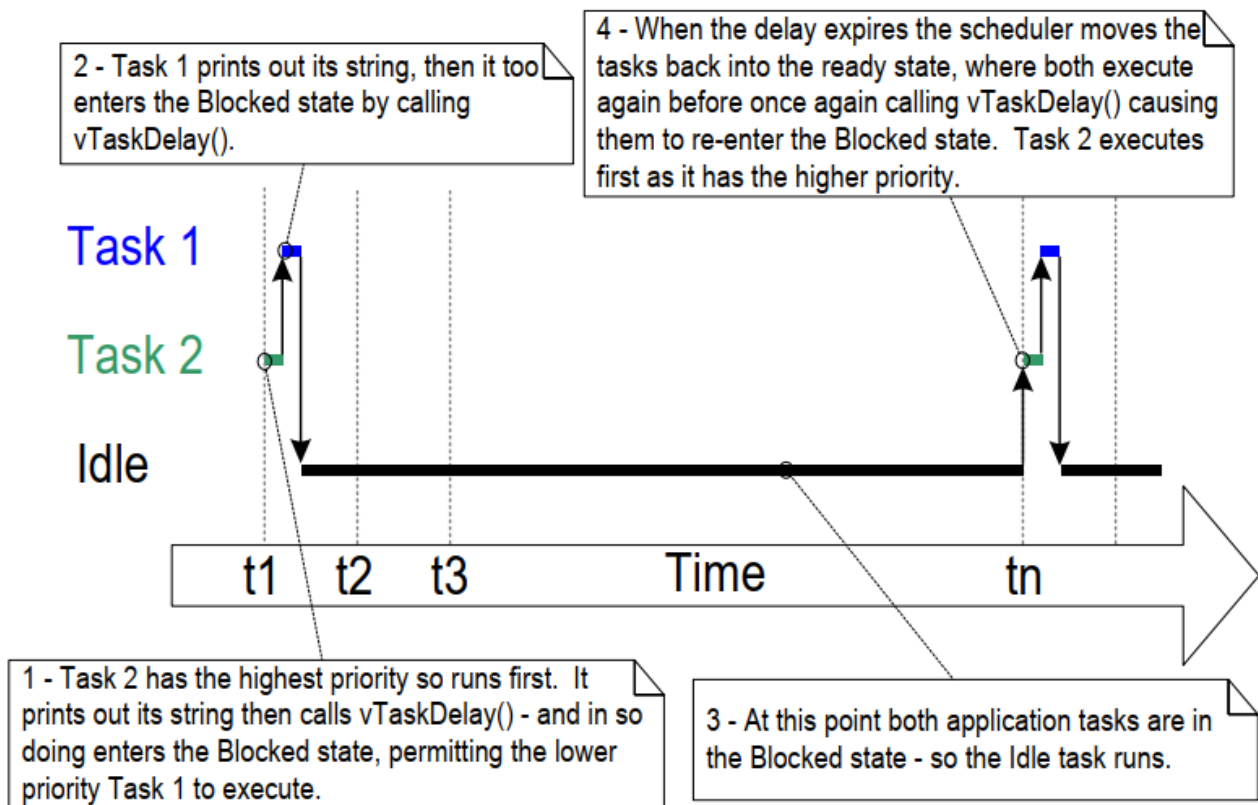 2 - Task 1 prints out its string, then it too
enters the Blocked state by calling
vTaskDelay().
4 - When the delay expires the scheduler moves the
tasks back into the ready state, where both execute
again before once again calling vTaskDelay() causing
them to re-enter the Blocked state.  Task 2 executes
first as it has the higher priority.
Task 1
Task 2
Idle
t1 t2 t3 Time tn
1 - Task 2 has the highest priority so runs first.  It
prints out its string then calls vTaskDelay() - and in so
doing enters the Blocked state, permitting the lower
priority Task 1 to execute.
3 - At this point both application tasks are in
the Blocked state - so the Idle task runs.